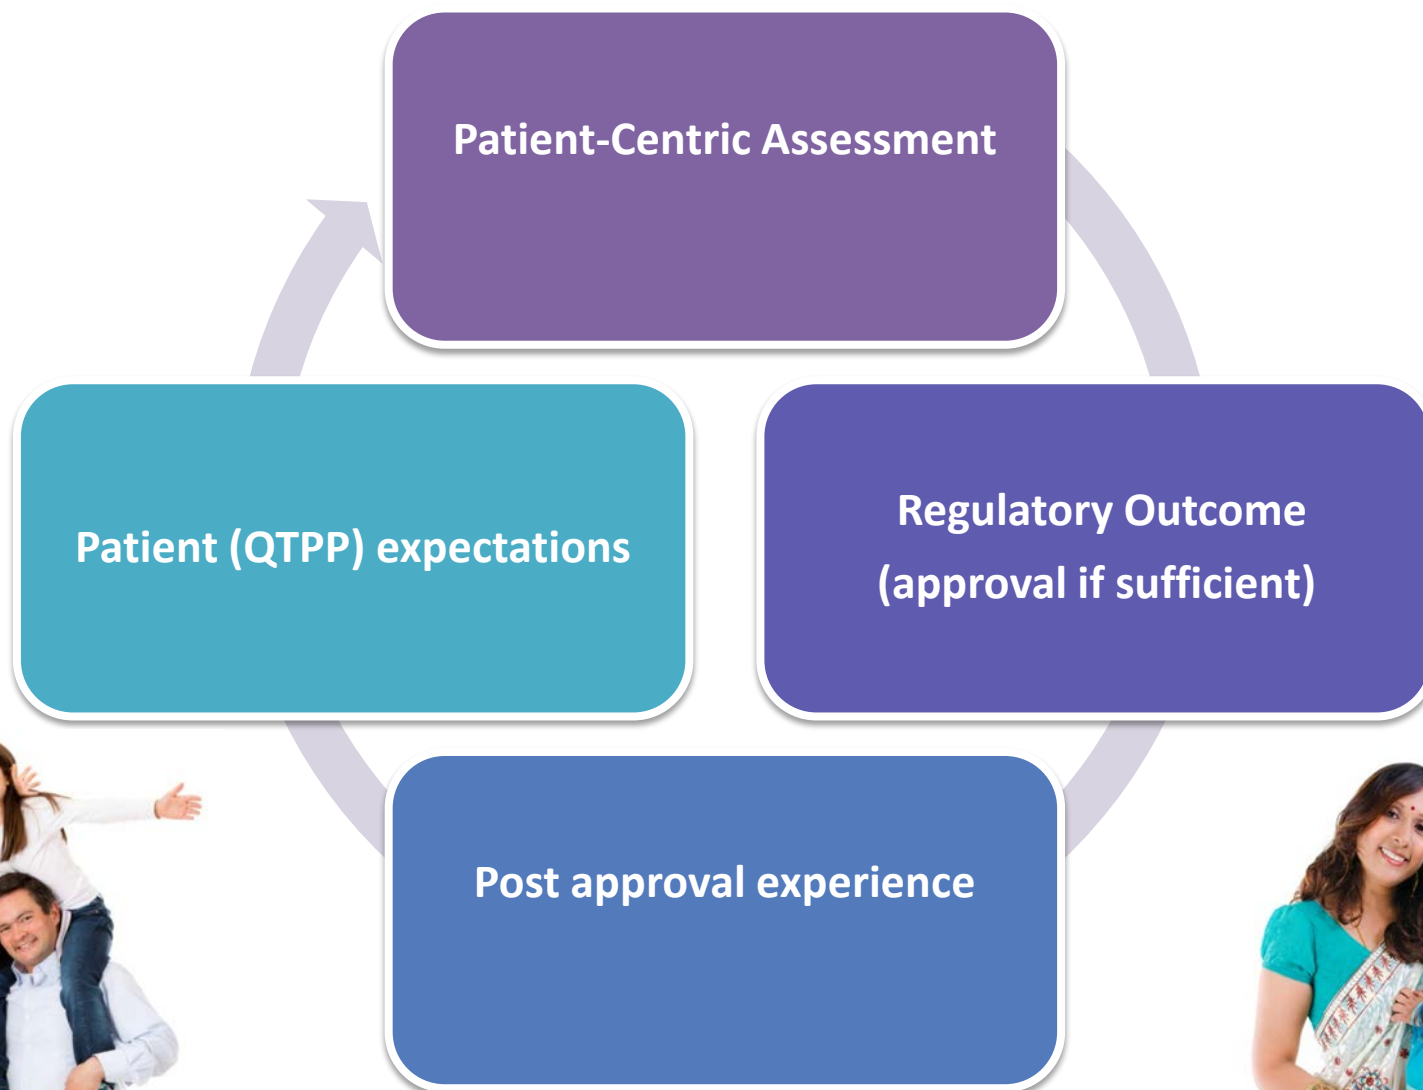 Patient-Centric Assessment
Patient (QTPP) expectations
Regulatory Outcome
(approval if sufficient)
Post approval experience